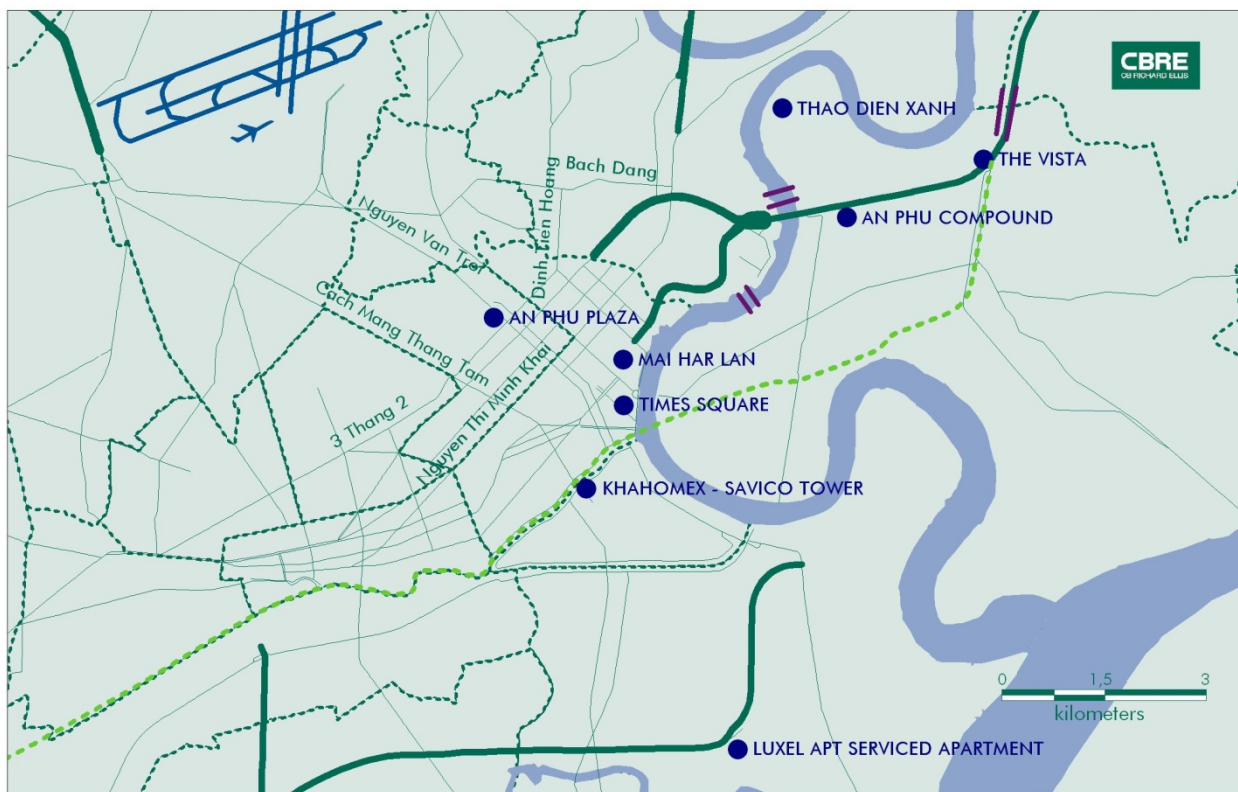 CBRE
CB RICHARD ELLIS
THAO DIEN XANH
THE VISTA
Bach Dang
Dinh Tien Hoang
Nguyen Van Troi
AN PHU COMPOUND
Cach Mang Thang Tam
AN PHU PLAZA
MAI HAR LAN
Nguyen Thi Minh Khai
TIMES SQUARE
3 Thang 2
KHAHOMEX - SAVICO TOWER
0 1,5 3
kilometers
LUXEL APT SERVICED APARTMENT